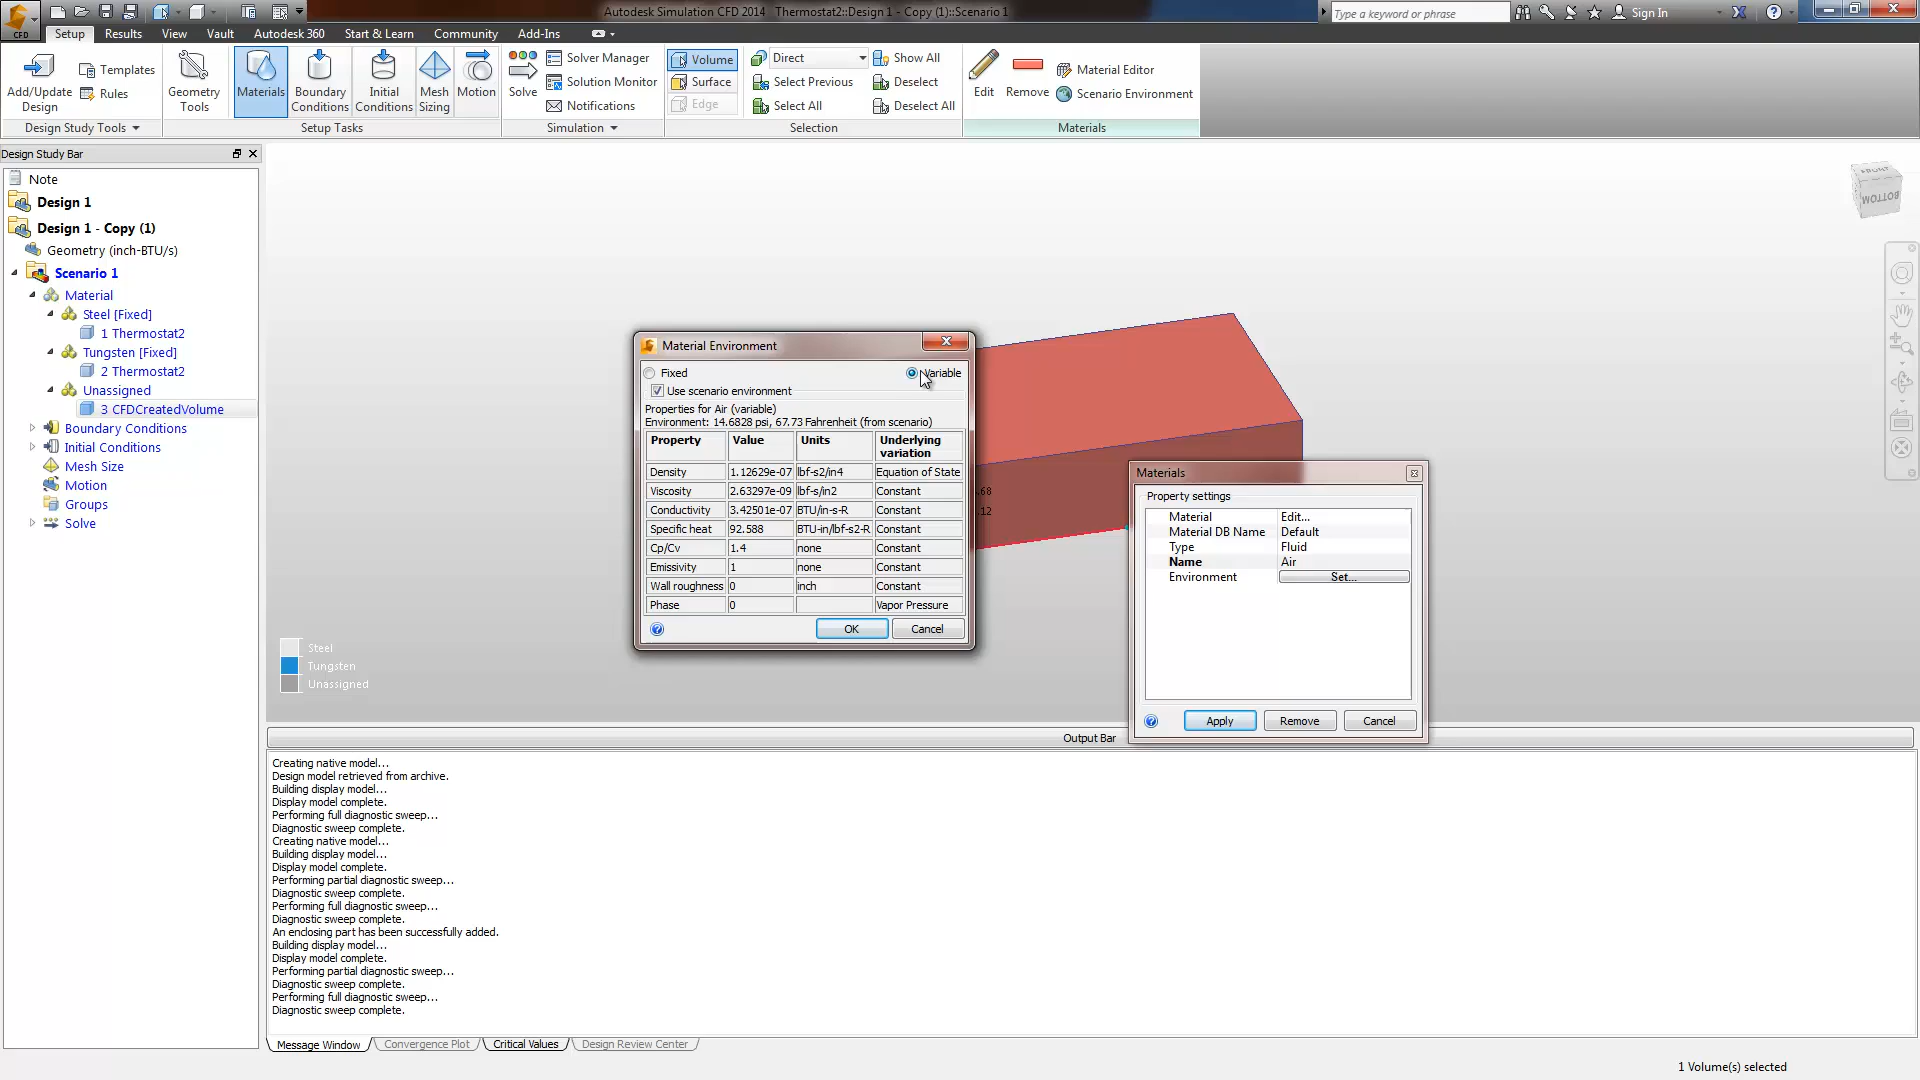 Autodesk Simulation CFD 2014 Thermostat2::Design 1 - Copy (1)::Scenario 1
Type a keyword or phrase
Sign In
CFD
Setup Results View Vault Autodesk 360 Start & Learn Community Add-Ins
Add/Update Design
Templates
Rules
Design Study Tools
Geometry Tools
Materials
Boundary Conditions
Initial Conditions
Mesh Sizing
Motion
Setup Tasks
Solve
Solver Manager
Solution Monitor
Notifications
Simulation
Volume
Surface
Edge
Direct
Select Previous
Select All
Show All
Deselect
Deselect All
Selection
Edit
Remove
Material Editor
Scenario Environment
Materials
Design Study Bar
Note
Design 1
Design 1 - Copy (1)
Geometry (inch-BTU/s)
Scenario 1
Material
Steel [Fixed]
1 Thermostat2
Tungsten [Fixed]
2 Thermostat2
Unassigned
3 CFDCreatedVolume
Boundary Conditions
Initial Conditions
Mesh Size
Motion
Groups
Solve
FRONT
BOTTOM
Material Environment
Fixed Variable
Use scenario environment
Properties for Air (variable)
Environment: 14.6828 psi, 67.73 Fahrenheit (from scenario)
Property Value Units Underlying variation
Density 1.12629e-07 lbf-s2/in4 Equation of State
Viscosity 2.63297e-09 lbf-s/in2 Constant
Conductivity 3.42501e-07 BTU/in-s-R Constant
Specific heat 92.588 BTU-in/lbf-s2-R Constant
Cp/Cv 1.4 none Constant
Emissivity 1 none Constant
Wall roughness 0 inch Constant
Phase 0 Vapor Pressure
OK Cancel
.68
.12
Materials
Property settings
Material Edit...
Material DB Name Default
Type Fluid
Name Air
Environment Set...
Apply Remove Cancel
Steel
Tungsten
Unassigned
Output Bar
Creating native model...
Design model retrieved from archive.
Building display model...
Display model complete.
Performing full diagnostic sweep...
Diagnostic sweep complete.
Creating native model...
Building display model...
Display model complete.
Performing partial diagnostic sweep...
Diagnostic sweep complete.
Performing full diagnostic sweep...
Diagnostic sweep complete.
An enclosing part has been successfully added.
Building display model...
Display model complete.
Performing partial diagnostic sweep...
Diagnostic sweep complete.
Performing full diagnostic sweep...
Diagnostic sweep complete.
Message Window Convergence Plot Critical Values Design Review Center
1 Volume(s) selected